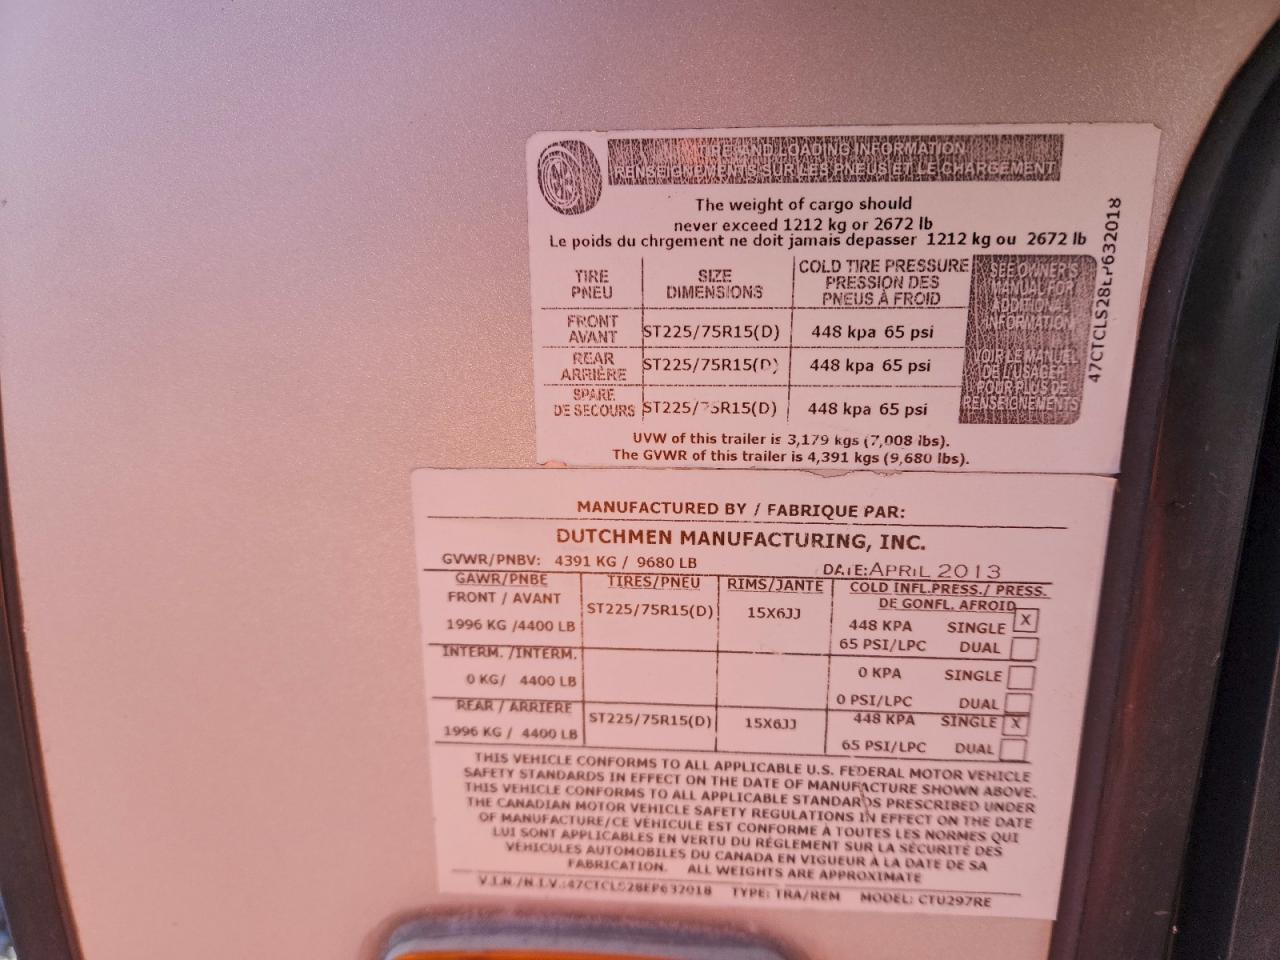 TIRE AND LOADING INFORMATION
RENSEIGNEMENTS SUR LES PNEUS ET LE CHARGEMENT
The weight of cargo should
never exceed 1212 kg or 2672 lb
Le poids du chrgement ne doit jamais depasser 1212 kg ou 2672 lb
TIRE PNEU SIZE DIMENSIONS COLD TIRE PRESSURE PRESSION DES PNEUS À FROID
FRONT AVANT ST225/75R15(D) 448 kpa 65 psi
REAR ARRIÈRE ST225/75R15(D) 448 kpa 65 psi
SPARE DE SECOURS ST225/75R15(D) 448 kpa 65 psi
SEE OWNER'S
MANUAL FOR
ADDITIONAL
INFORMATION
VOIR LE MANUEL
DE L'USAGER
POUR PLUS DE
RENSEIGNEMENTS
47CTCLS28EP632018
UVW of this trailer is 3,179 kgs (7,008 lbs).
The GVWR of this trailer is 4,391 kgs (9,680 lbs).
MANUFACTURED BY / FABRIQUE PAR:
DUTCHMEN MANUFACTURING, INC.
GVWR/PNBV: 4391 KG / 9680 LB DATE: APRIL 2013
GAWR/PNBE TIRES/PNEU RIMS/JANTE COLD INFL.PRESS./ PRESS.
DE GONFL. AFROID
FRONT / AVANT ST225/75R15(D) 15X6JJ
1996 KG /4400 LB 448 KPA SINGLE X
65 PSI/LPC DUAL
INTERM. /INTERM.
0 KG/ 4400 LB 0 KPA SINGLE
0 PSI/LPC DUAL
REAR / ARRIERE ST225/75R15(D) 15X6JJ 448 KPA SINGLE X
1996 KG / 4400 LB 65 PSI/LPC DUAL
THIS VEHICLE CONFORMS TO ALL APPLICABLE U.S. FEDERAL MOTOR VEHICLE
SAFETY STANDARDS IN EFFECT ON THE DATE OF MANUFACTURE SHOWN ABOVE.
THIS VEHICLE CONFORMS TO ALL APPLICABLE STANDARDS PRESCRIBED UNDER
THE CANADIAN MOTOR VEHICLE SAFETY REGULATIONS IN EFFECT ON THE DATE
OF MANUFACTURE/CE VÉHICULE EST CONFORME À TOUTES LES NORMES QUI
LUI SONT APPLICABLES EN VERTU DU RÉGLEMENT SUR LA SÉCURITÉ DES
VÉHICULES AUTOMOBILES DU CANADA EN VIGUEUR À LA DATE DE SA
FABRICATION. ALL WEIGHTS ARE APPROXIMATE
V.I.N./N.I.V.:47CTCLS28EP632018 TYPE: TRA/REM MODEL: CTU297RE